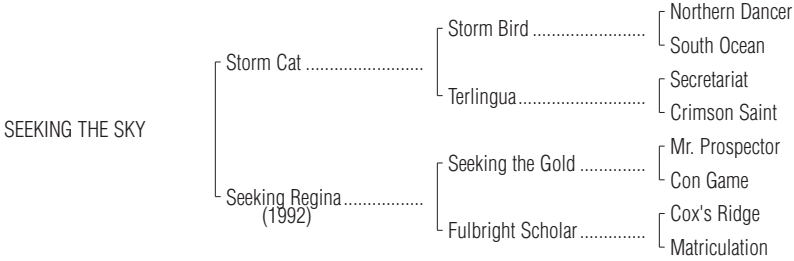 Northern Dancer
Storm Bird ........................
South Ocean
Storm Cat .........................
Secretariat
Terlingua...........................
Crimson Saint
SEEKING THE SKY
Mr. Prospector
Seeking the Gold ..............
Con Game
Seeking Regina.................
(1992)
Cox's Ridge
Fulbright Scholar..............
Matriculation